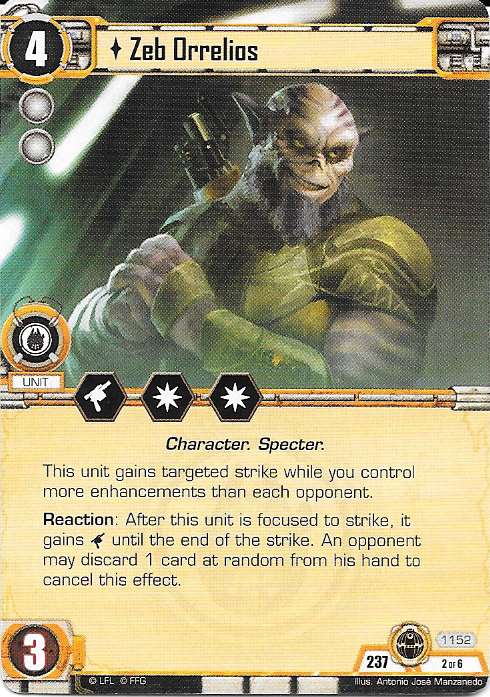 4
Zeb Orrelios
UNIT
Character. Specter.
This unit gains targeted strike while you control
more enhancements than each opponent.
Reaction: After this unit is focused to strike, it
gains until the end of the strike. An opponent
may discard 1 card at random from his hand to
cancel this effect.
3
1152
237
2 OF 6
© LFL © FFG
Illus. Antonio José Manzanedo